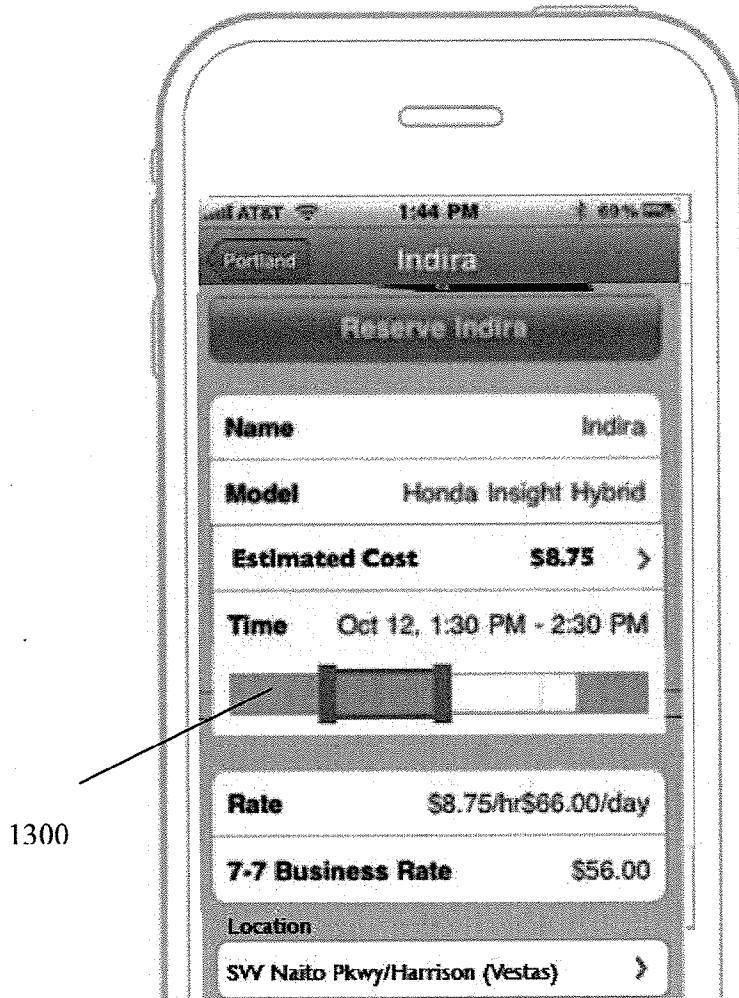 AT&T 1:44 PM 69%
Portland Indira
Reserve Indira
Name Indira
Model Honda Insight Hybrid
Estimated Cost $8.75 >
Time Oct 12, 1:30 PM - 2:30 PM
1300
Rate $8.75/hr$66.00/day
7-7 Business Rate $56.00
Location
SW Naito Pkwy/Harrison (Vestas) >